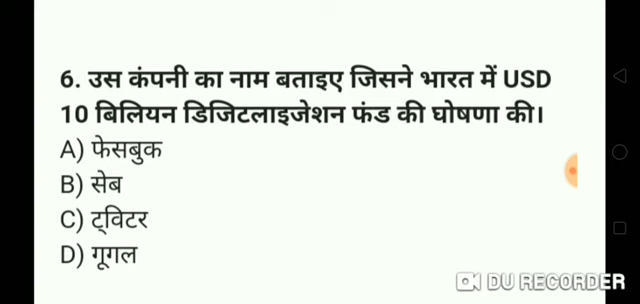 6. उस कंपनी का नाम बताइए जिसने भारत में USD
10 बिलियन डिजिटलाइजेशन फंड की घोषणा की।
A) फेसबुक
B) सेब
C) ट्विटर
D) गूगल
DU RECORDER